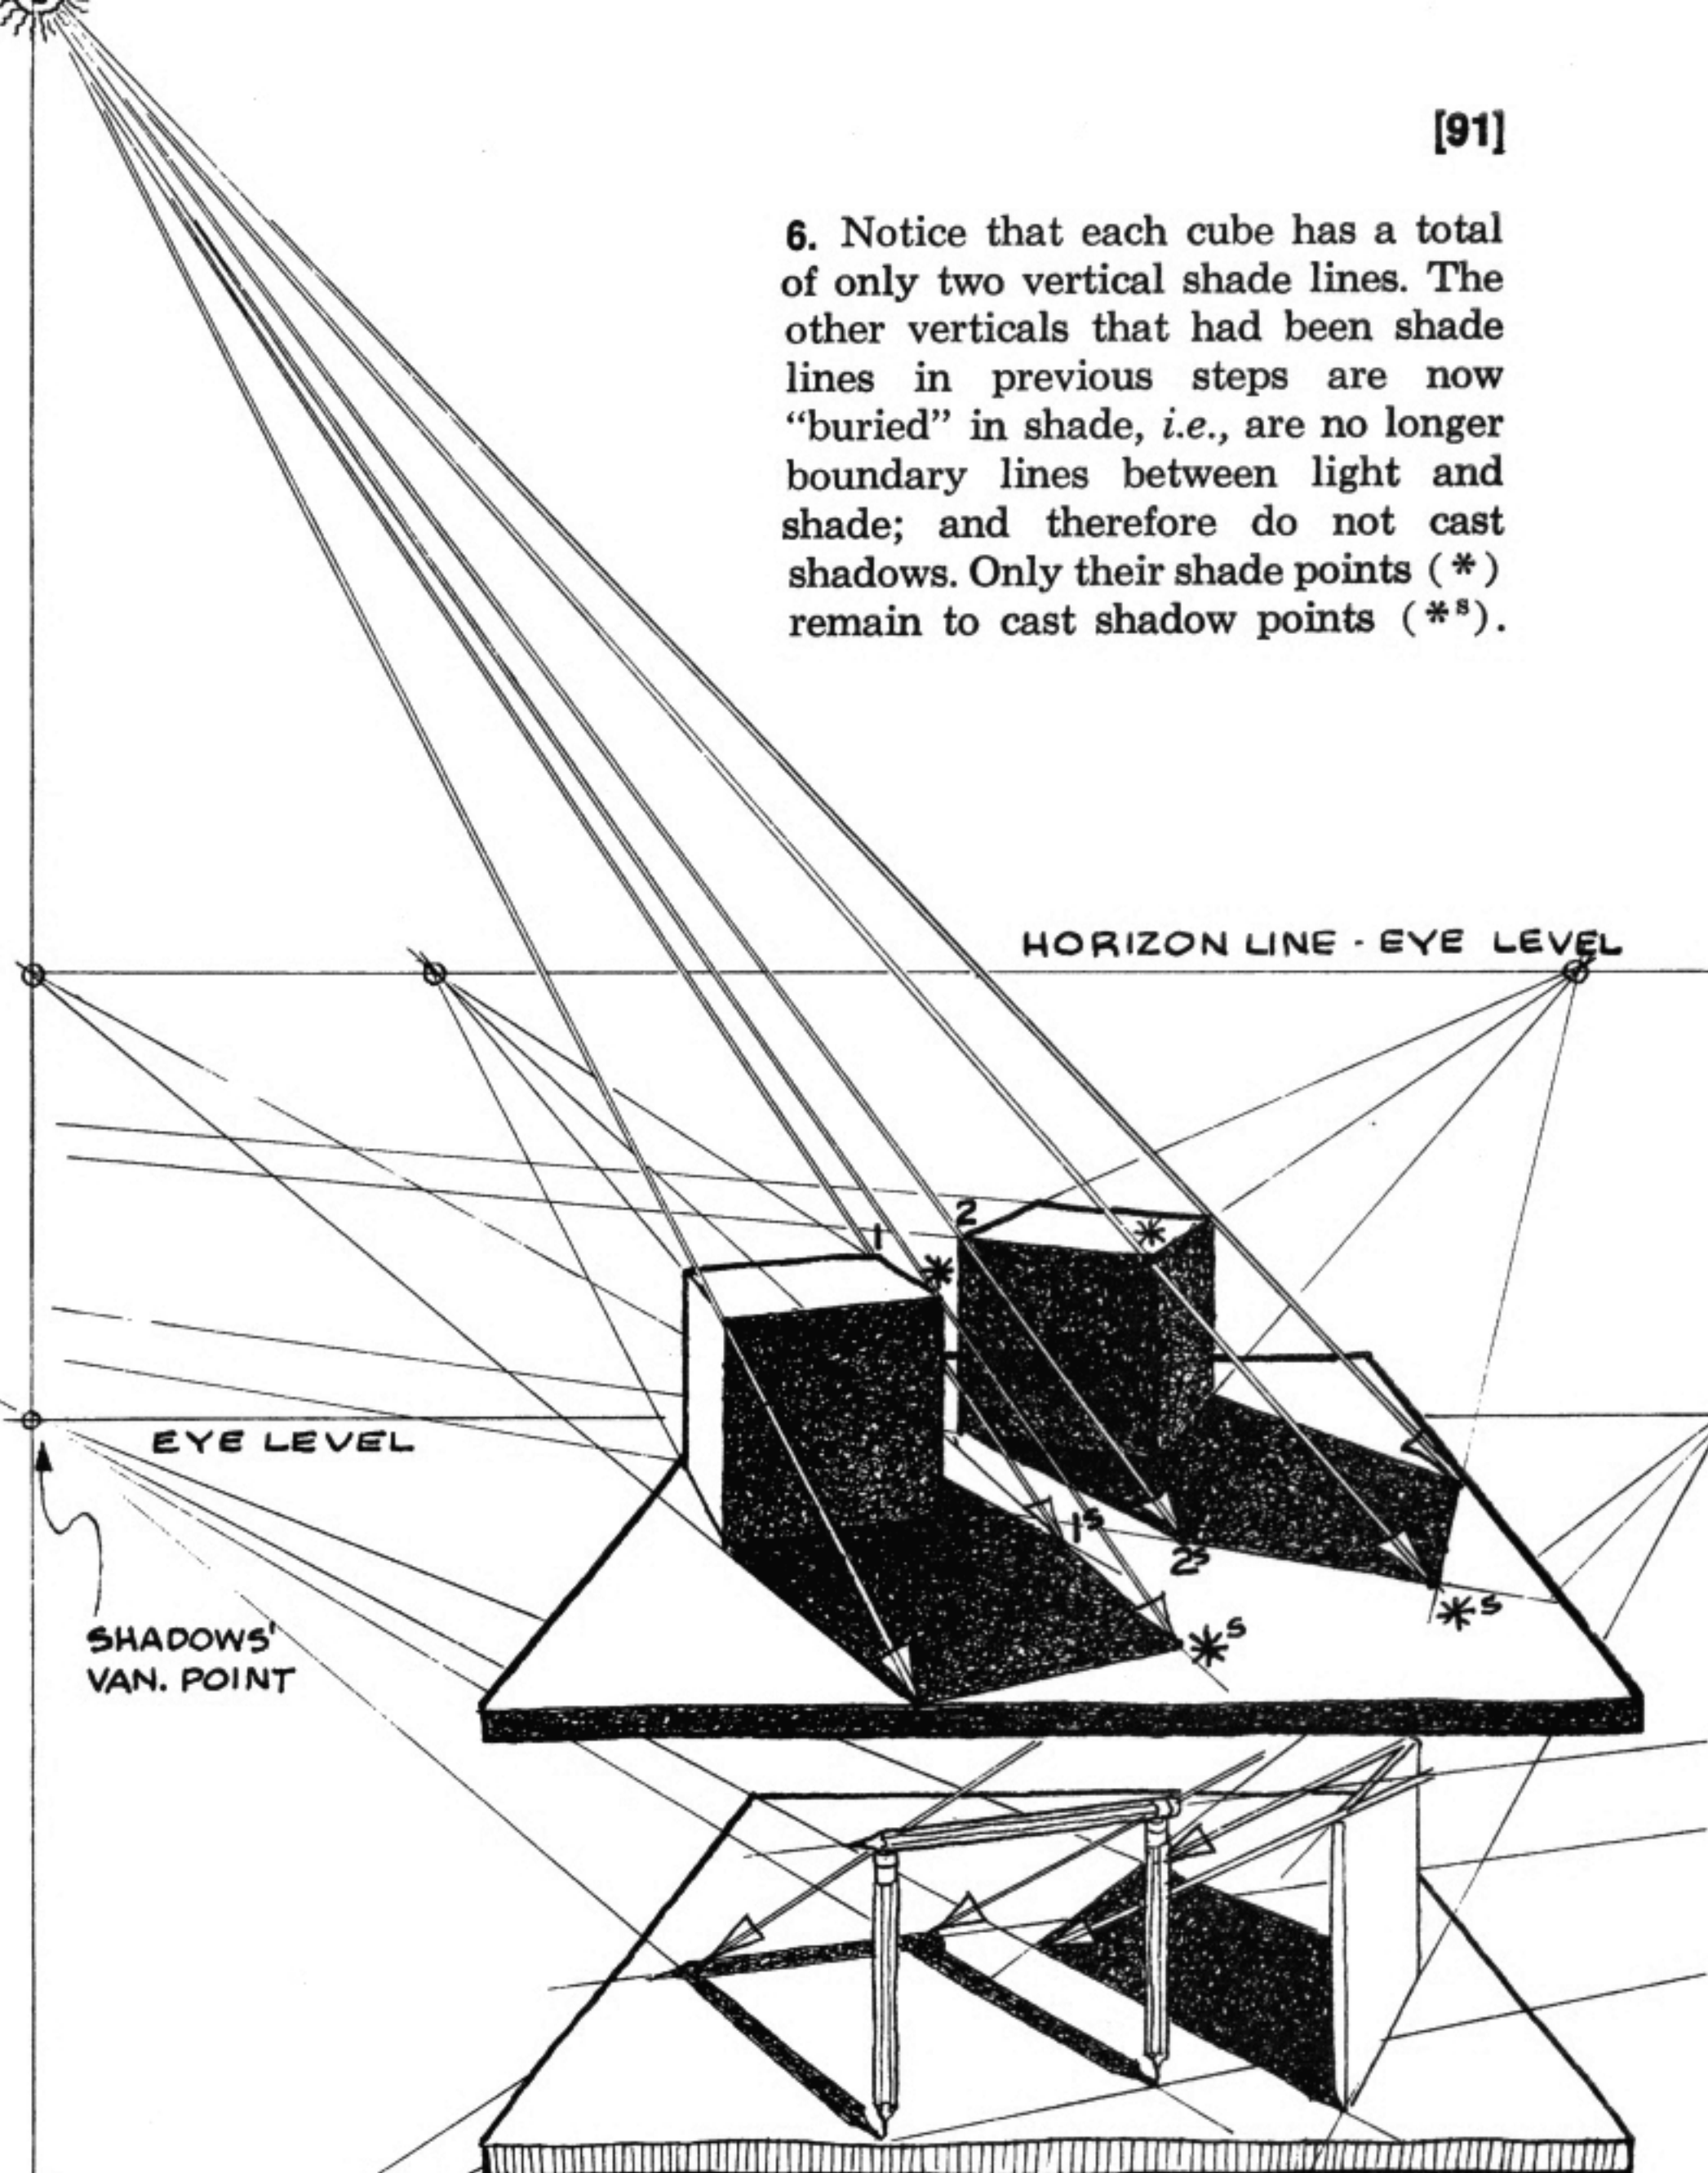 [91]
6. Notice that each cube has a total
of only two vertical shade lines. The
other verticals that had been shade
lines in previous steps are now
“buried” in shade, i.e., are no longer
boundary lines between light and
shade; and therefore do not cast
shadows. Only their shade points (*)
remain to cast shadow points (*ˢ).
HORIZON LINE - EYE LEVEL
2
*
1
*
EYE LEVEL
1ˢ
2ˢ
*ˢ
*ˢ
SHADOWS'
VAN. POINT